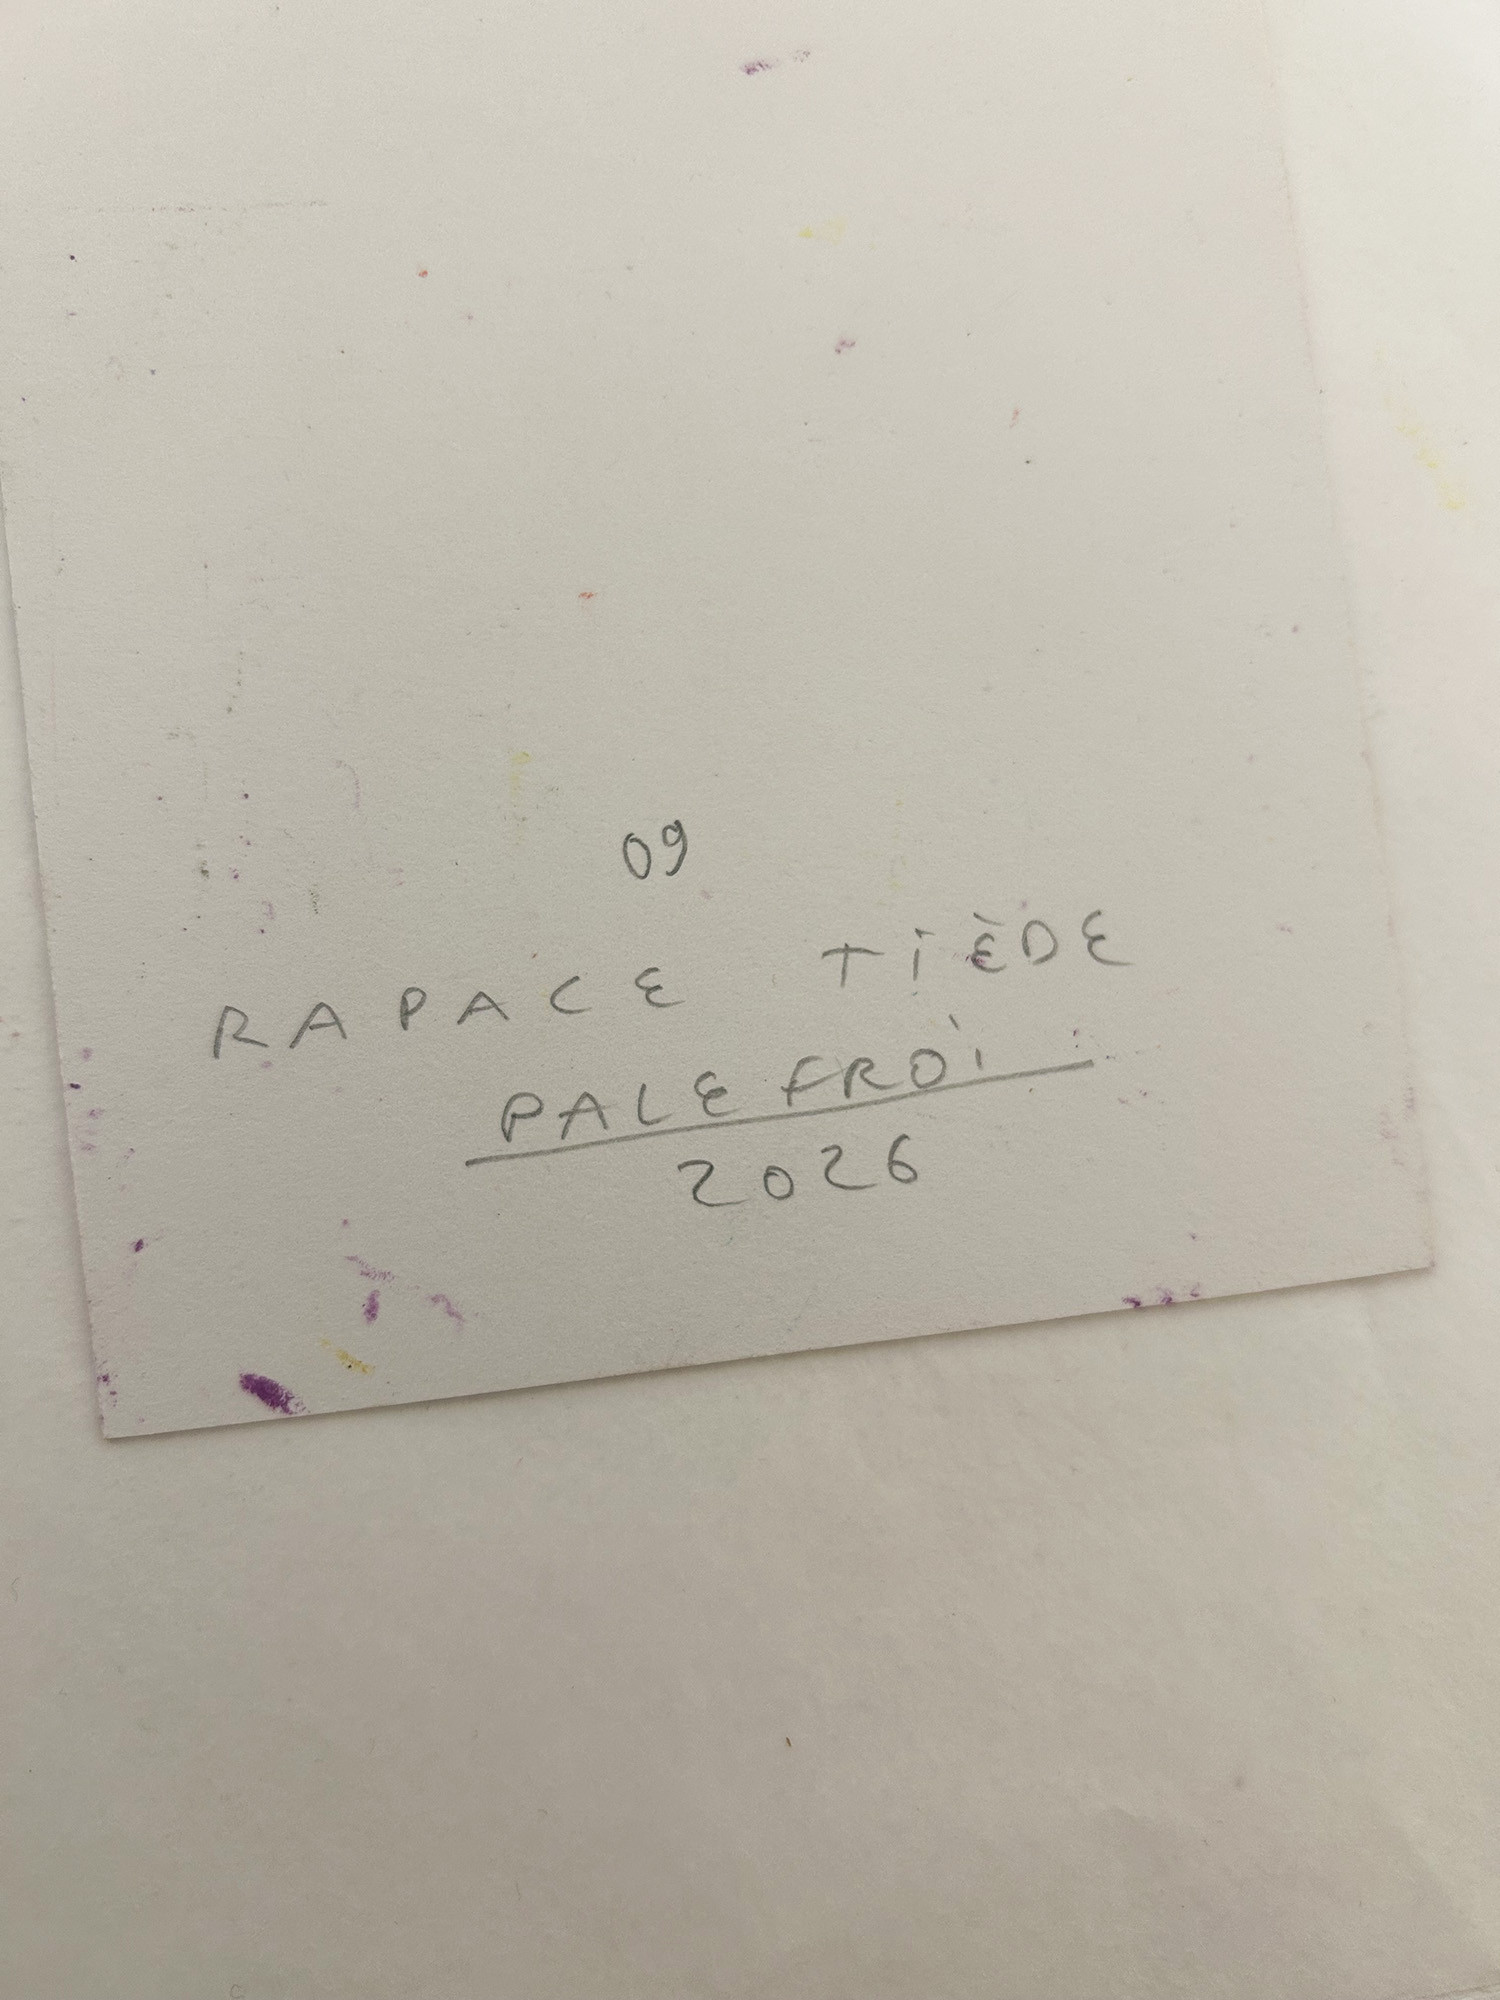 09
RAPACE TIÈDE
PALEFROI
2026